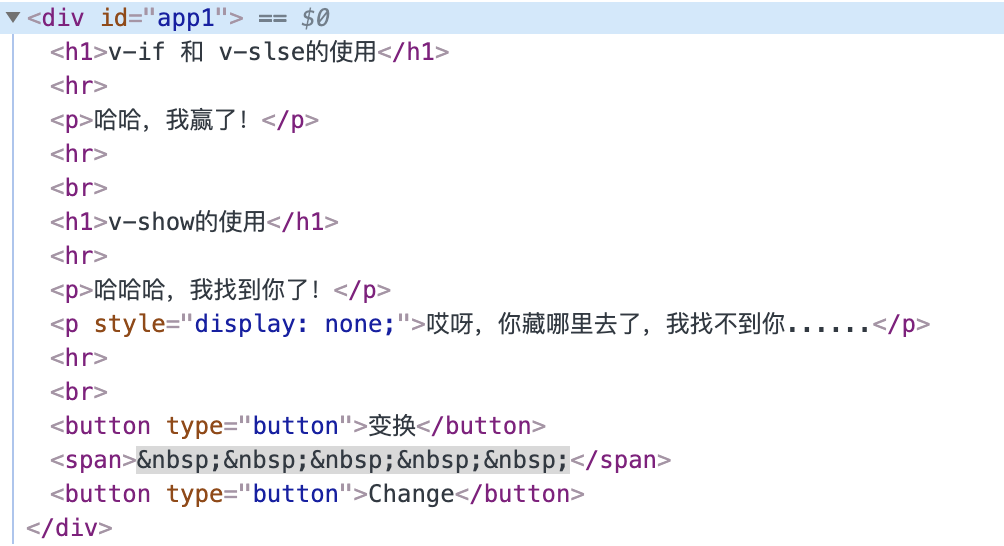 ▼<div id="app1"> == $0
<h1>v-if 和 v-slse的使用</h1>
<hr>
<p>哈哈，我赢了！</p>
<hr>
<br>
<h1>v-show的使用</h1>
<hr>
<p>哈哈哈，我找到你了！</p>
<p style="display: none;">哎呀，你藏哪里去了，我找不到你......</p>
<hr>
<br>
<button type="button">变换</button>
<span>&nbsp;&nbsp;&nbsp;&nbsp;&nbsp;</span>
<button type="button">Change</button>
</div>